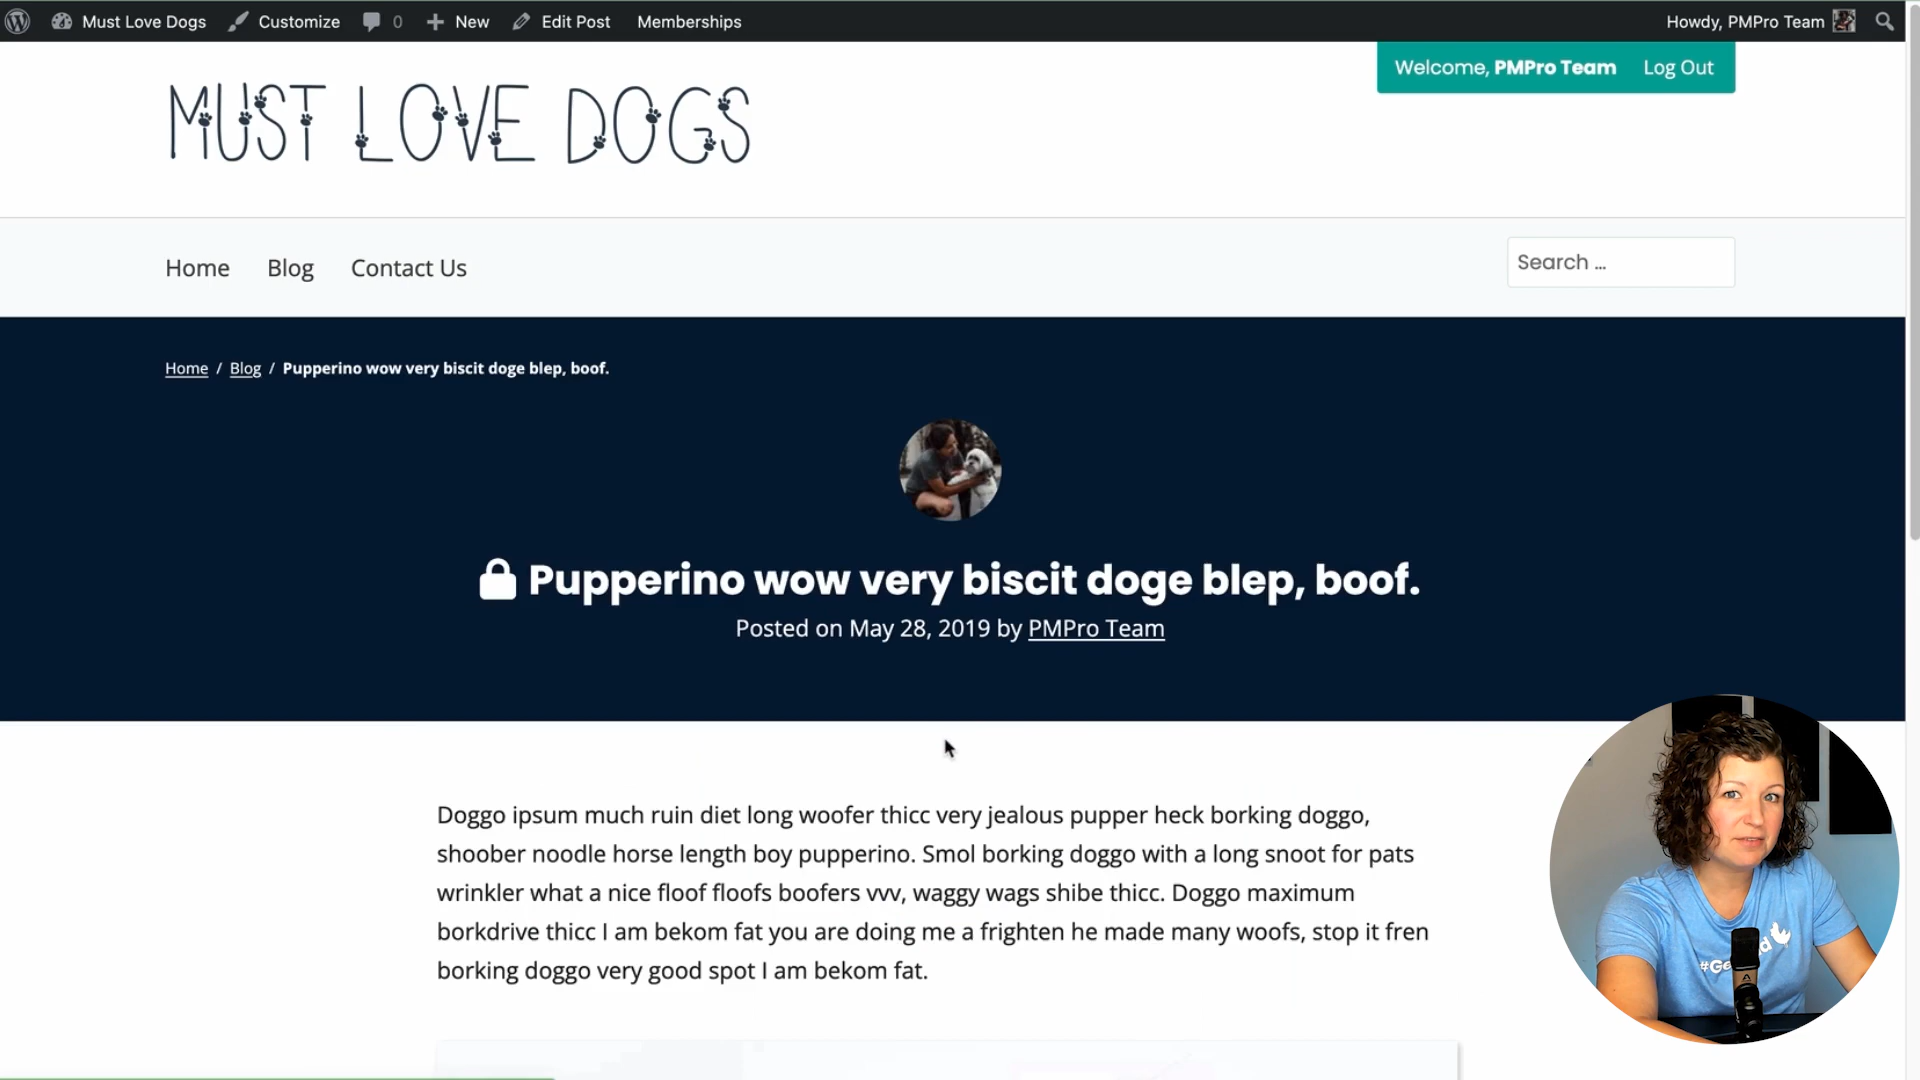 Must Love Dogs Customize 0 New Edit Post Memberships Howdy, PMPro Team
Welcome, PMPro Team Log Out
MUST LOVE DOGS
Home Blog Contact Us Search ...
Home / Blog / Pupperino wow very biscit doge blep, boof.
Pupperino wow very biscit doge blep, boof.
Posted on May 28, 2019 by PMPro Team
Doggo ipsum much ruin diet long woofer thicc very jealous pupper heck borking doggo,
shoober noodle horse length boy pupperino. Smol borking doggo with a long snoot for pats
wrinkler what a nice floof floofs boofers vvv, waggy wags shibe thicc. Doggo maximum
borkdrive thicc I am bekom fat you are doing me a frighten he made many woofs, stop it fren
borking doggo very good spot I am bekom fat.